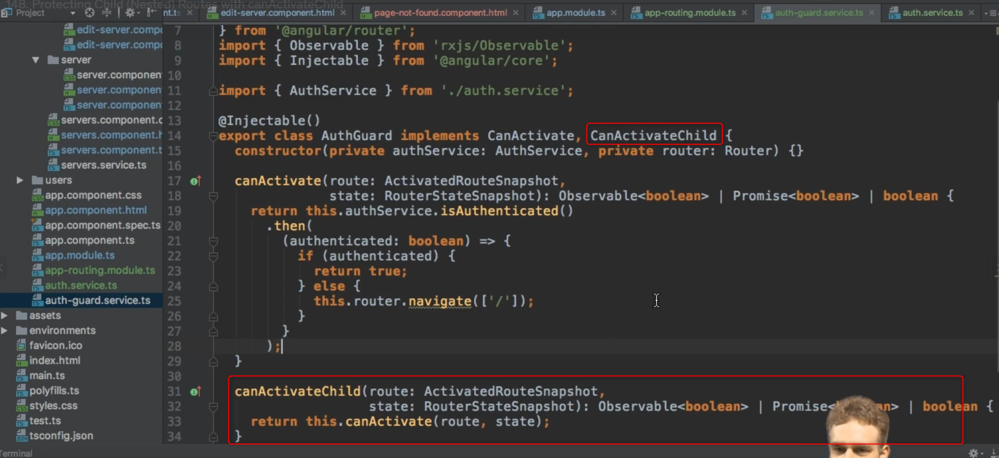 148. Protecting Child (Nested) Routes with canActivateChild
Project
nt.ts
edit-server.component.html
page-not-found.component.html
app.module.ts
app-routing.module.ts
auth-guard.service.ts
auth.service.ts
edit-server.compo
edit-server.compo
server
server.componen
server.componen
server.componen
servers.component.c
servers.component.h
servers.component.t
servers.service.ts
users
app.component.css
app.component.html
app.component.spec.ts
app.component.ts
app.module.ts
app-routing.module.ts
auth.service.ts
auth-guard.service.ts
assets
environments
favicon.ico
index.html
main.ts
polyfills.ts
styles.css
test.ts
tsconfig.json
7 } from '@angular/router';
8 import { Observable } from 'rxjs/Observable';
9 import { Injectable } from '@angular/core';
10
11 import { AuthService } from './auth.service';
12
13 @Injectable()
14 export class AuthGuard implements CanActivate, CanActivateChild {
15 constructor(private authService: AuthService, private router: Router) {}
16
17 canActivate(route: ActivatedRouteSnapshot,
18 state: RouterStateSnapshot): Observable<boolean> | Promise<boolean> | boolean {
19 return this.authService.isAuthenticated()
20 .then(
21 (authenticated: boolean) => {
22 if (authenticated) {
23 return true;
24 } else {
25 this.router.navigate(['/']);
26 }
27 }
28 );
29 }
30
31 canActivateChild(route: ActivatedRouteSnapshot,
32 state: RouterStateSnapshot): Observable<boolean> | Promise< an> | boolean {
33 return this.canActivate(route, state);
34 }
Terminal